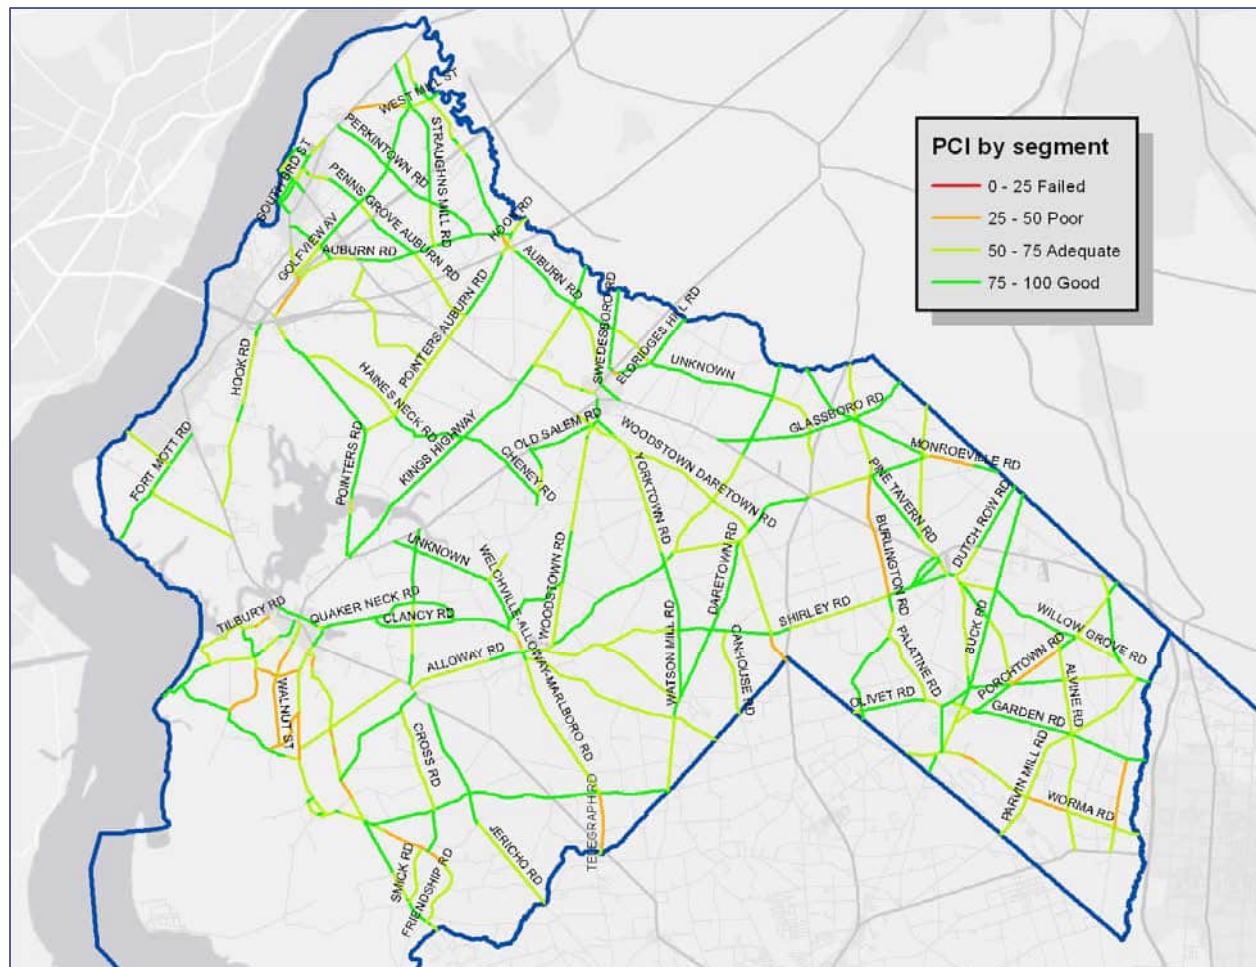 WEST MILL ST
PERKINTOWN RD
STRAUGHNS MILL RD
SOUTH BRD ST
PENNS GROVE AUBURN RD
HOOK RD
GOLFVIEW AV
AUBURN RD
AUBURN RD
PCI by segment
0 - 25 Failed
25 - 50 Poor
50 - 75 Adequate
75 - 100 Good
POINTERS AUBURN RD
SWEDESBORO RD
ELDRIDGES HILL RD
HOOK RD
HAINES NECK RD
UNKNOWN
KINGS HIGHWAY
OLD SALEM RD
WOODSTOWN DARETOWN RD
GLASSBORO RD
MONROEVILLE RD
FORT MOTT RD
POINTERS RD
CHENEY RD
YORKTOWN RD
PINE TAVERN RD
DUTCH ROW RD
BURLINGTON RD
UNKNOWN
WELCHVILLE-ALLOWAY-MARLBORO RD
WOODSTOWN RD
DARETOWN RD
TILBURY RD
QUAKER NECK RD
CLANCY RD
SHIRLEY RD
BUCK RD
WILLOW GROVE RD
ALLOWAY RD
WATSON MILL RD
CANHOUSE RD
PALATINE RD
PORCHTOWN RD
ALVINE RD
OLIVET RD
GARDEN RD
WALNUT ST
CROSS RD
PARVIN MILL RD
WORMA RD
TELEGRAPH RD
JERICHO RD
SMICK RD
FRIENDSHIP RD